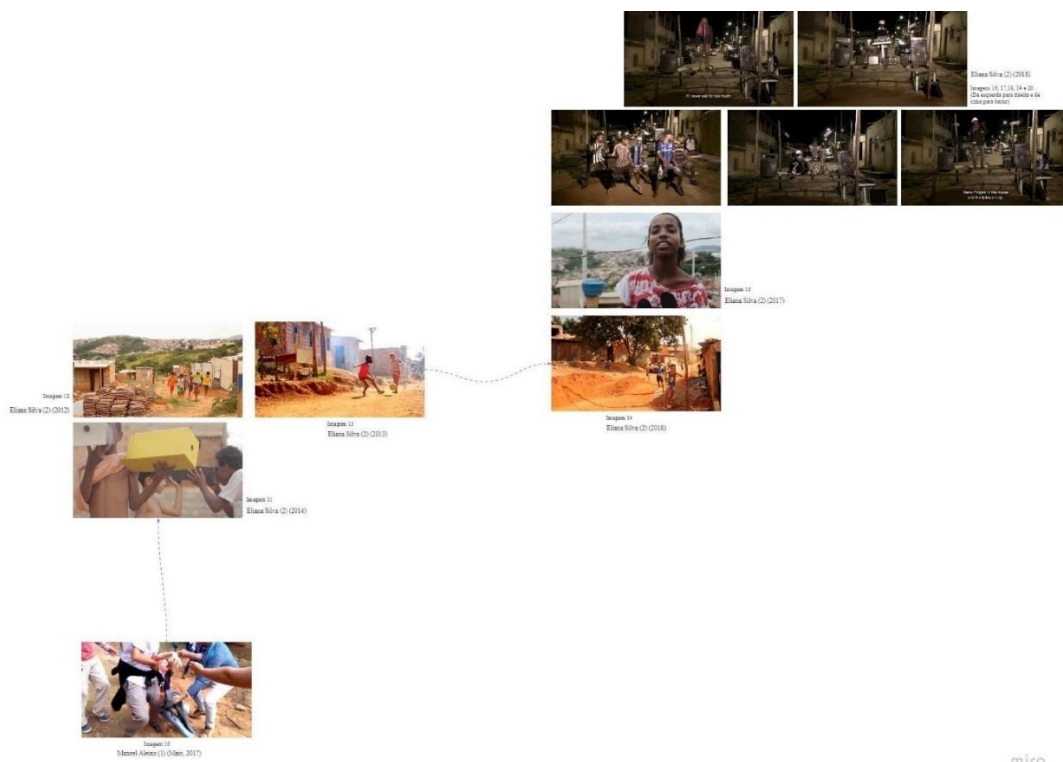 Eliana Silva (2) (2018)
Imagens 16, 17,18, 19 e 20
(Da esquerda para direita e de
cima para baixo)
Imagem 15
Eliana Silva (2) (2017)
Imagem 12
Eliana Silva (2) (2012)
Imagem 13
Eliana Silva (2) (2013)
Imagem 14
Eliana Silva (2) (2018)
Imagem 11
Eliana Silva (2) (2014)
Imagem 10
Manoel Aleixo (1) (Maio, 2017)
miro